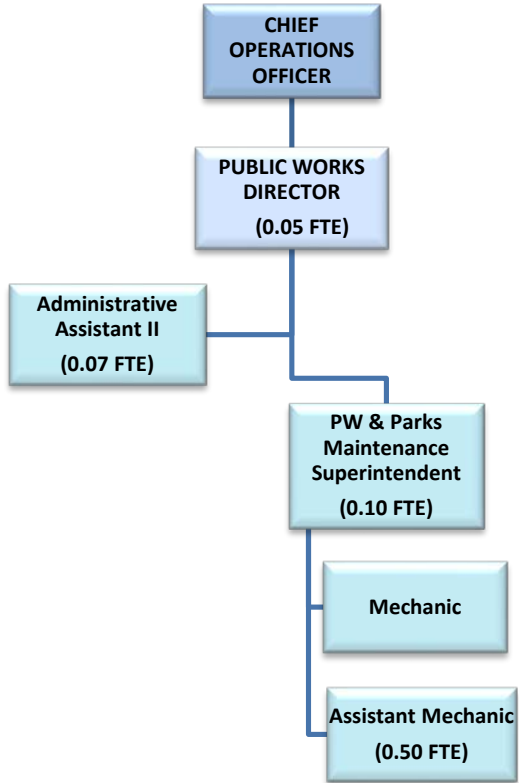 CHIEF
OPERATIONS
OFFICER
PUBLIC WORKS
DIRECTOR
(0.05 FTE)
Administrative
Assistant II
(0.07 FTE)
PW & Parks
Maintenance
Superintendent
(0.10 FTE)
Mechanic
Assistant Mechanic
(0.50 FTE)